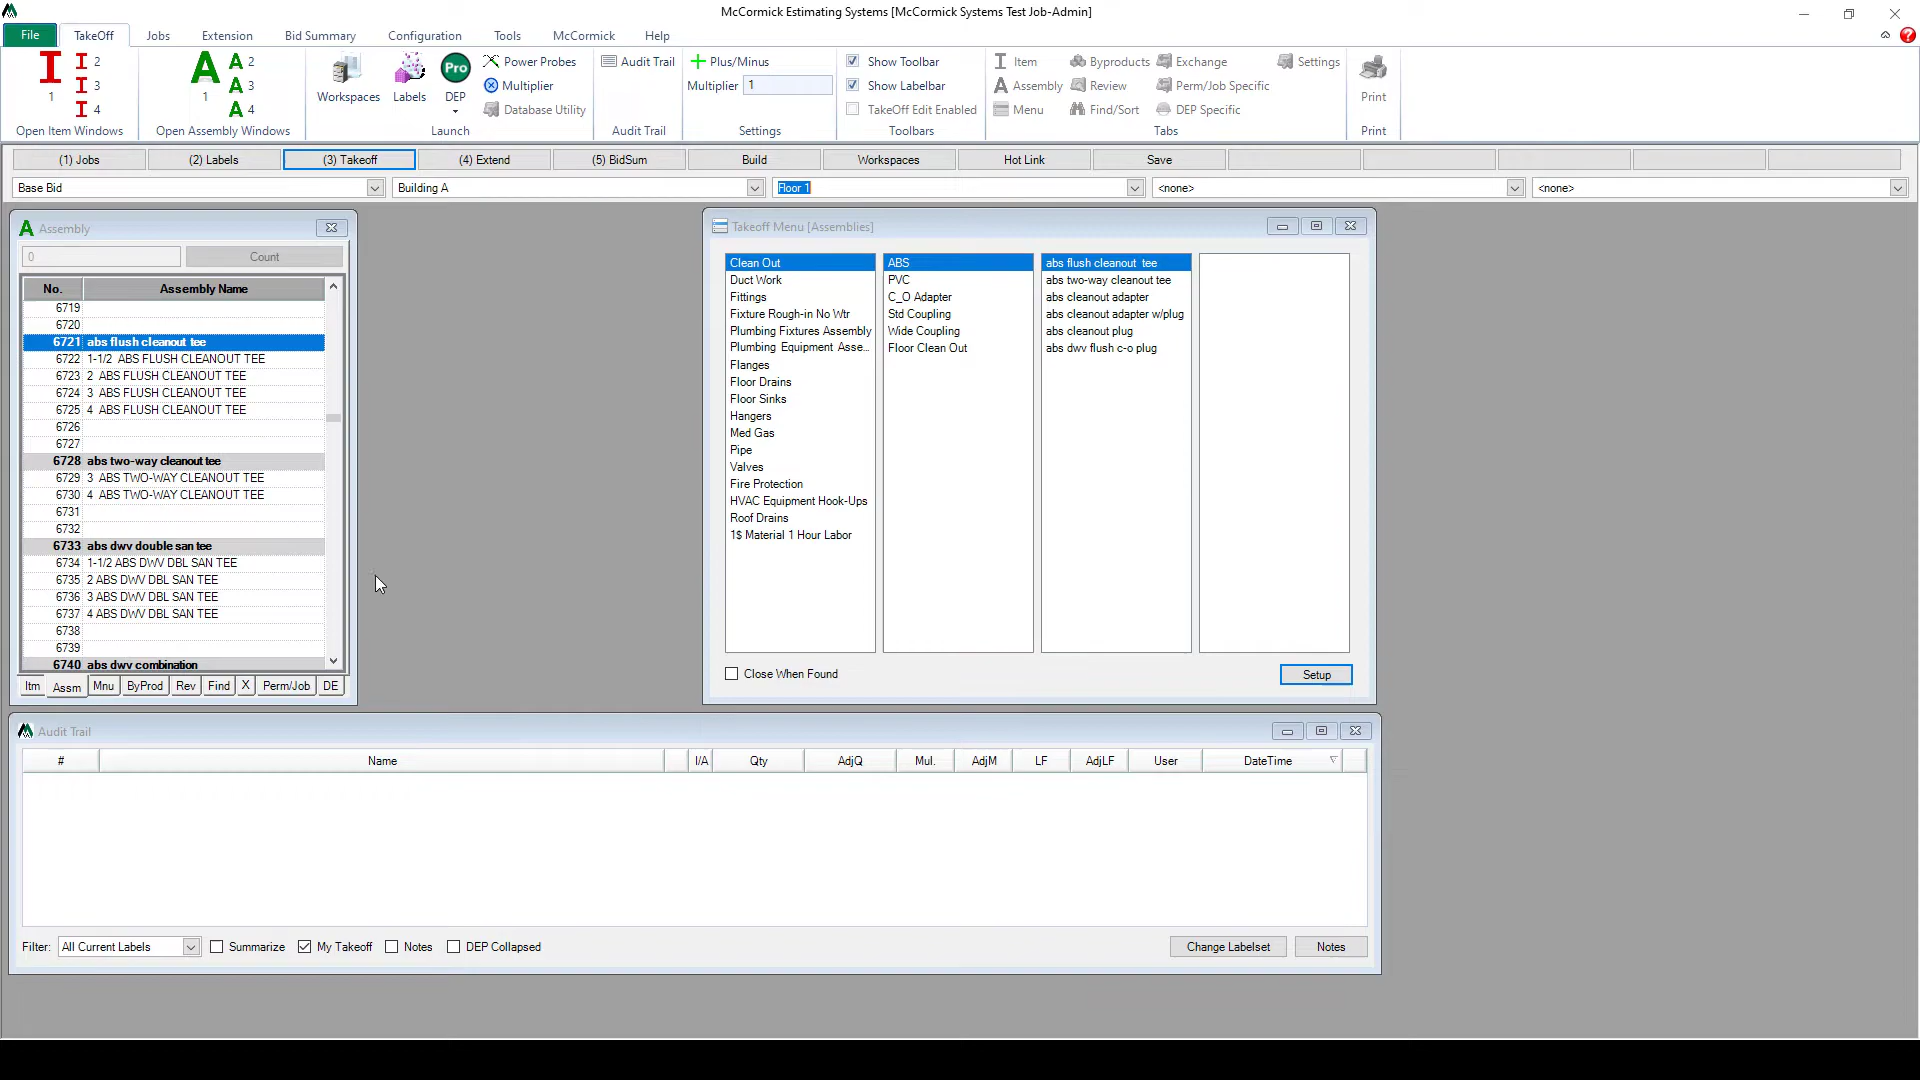 McCormick Estimating Systems [McCormick Systems Test Job-Admin]
File TakeOff Jobs Extension Bid Summary Configuration Tools McCormick Help
1 2 3 4
Open Item Windows
1 2 3 4
Open Assembly Windows
Workspaces Labels Pro DEP
Power Probes
Multiplier
Database Utility
Launch
Audit Trail
Audit Trail
Plus/Minus
Multiplier 1
Settings
Show Toolbar
Show Labelbar
TakeOff Edit Enabled
Toolbars
Item Byproducts Exchange Settings
Assembly Review Perm/Job Specific
Menu Find/Sort DEP Specific
Tabs
Print
Print
(1) Jobs (2) Labels (3) Takeoff (4) Extend (5) BidSum Build Workspaces Hot Link Save
Base Bid Building A Floor 1 <none> <none>
Assembly
0 Count
No. Assembly Name
6719
6720
6721 abs flush cleanout tee
6722 1-1/2 ABS FLUSH CLEANOUT TEE
6723 2 ABS FLUSH CLEANOUT TEE
6724 3 ABS FLUSH CLEANOUT TEE
6725 4 ABS FLUSH CLEANOUT TEE
6726
6727
6728 abs two-way cleanout tee
6729 3 ABS TWO-WAY CLEANOUT TEE
6730 4 ABS TWO-WAY CLEANOUT TEE
6731
6732
6733 abs dwv double san tee
6734 1-1/2 ABS DWV DBL SAN TEE
6735 2 ABS DWV DBL SAN TEE
6736 3 ABS DWV DBL SAN TEE
6737 4 ABS DWV DBL SAN TEE
6738
6739
6740 abs dwv combination
Itm Assm Mnu ByProd Rev Find X Perm/Job DE
Takeoff Menu [Assemblies]
Clean Out
Duct Work
Fittings
Fixture Rough-in No Wtr
Plumbing Fixtures Assembly
Plumbing Equipment Asse...
Flanges
Floor Drains
Floor Sinks
Hangers
Med Gas
Pipe
Valves
Fire Protection
HVAC Equipment Hook-Ups
Roof Drains
1$ Material 1 Hour Labor
ABS
PVC
C_O Adapter
Std Coupling
Wide Coupling
Floor Clean Out
abs flush cleanout tee
abs two-way cleanout tee
abs cleanout adapter
abs cleanout adapter w/plug
abs cleanout plug
abs dwv flush c-o plug
Close When Found Setup
Audit Trail
# Name I/A Qty AdjQ Mul. AdjM LF AdjLF User DateTime
Filter: All Current Labels Summarize My Takeoff Notes DEP Collapsed Change Labelset Notes